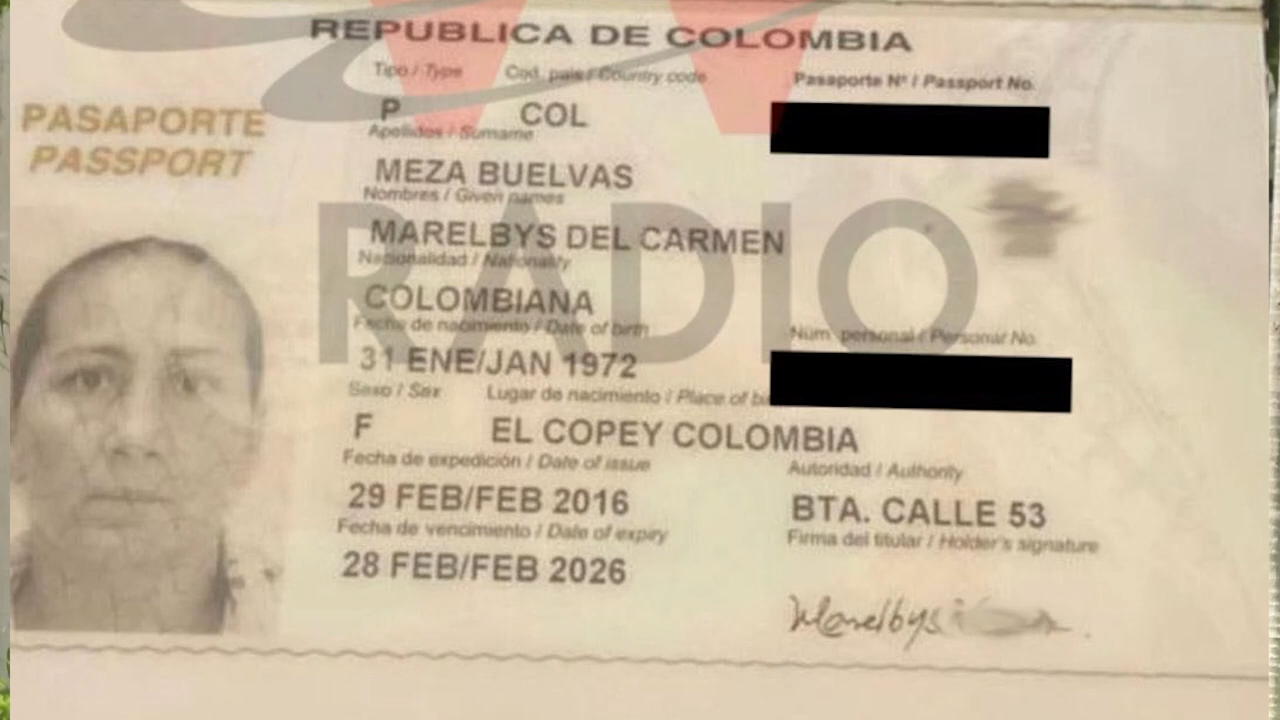 REPUBLICA DE COLOMBIA
Tipo / Type Cod. pais / Country code Pasaporte Nº / Passport No.
PASAPORTE
PASSPORT
P COL
Apellidos / Surname
MEZA BUELVAS
Nombres / Given names
MARELBYS DEL CARMEN
Nacionalidad / Nationality
COLOMBIANA
Fecha de nacimiento / Date of birth Núm. personal / Personal No.
31 ENE/JAN 1972
Sexo / Sex Lugar de nacimiento / Place of
F EL COPEY COLOMBIA
Fecha de expedición / Date of issue Autoridad / Authority
29 FEB/FEB 2016 BTA. CALLE 53
Fecha de vencimiento / Date of expiry Firma del titular / Holder's signature
28 FEB/FEB 2026
Marelbys
W
RADIO